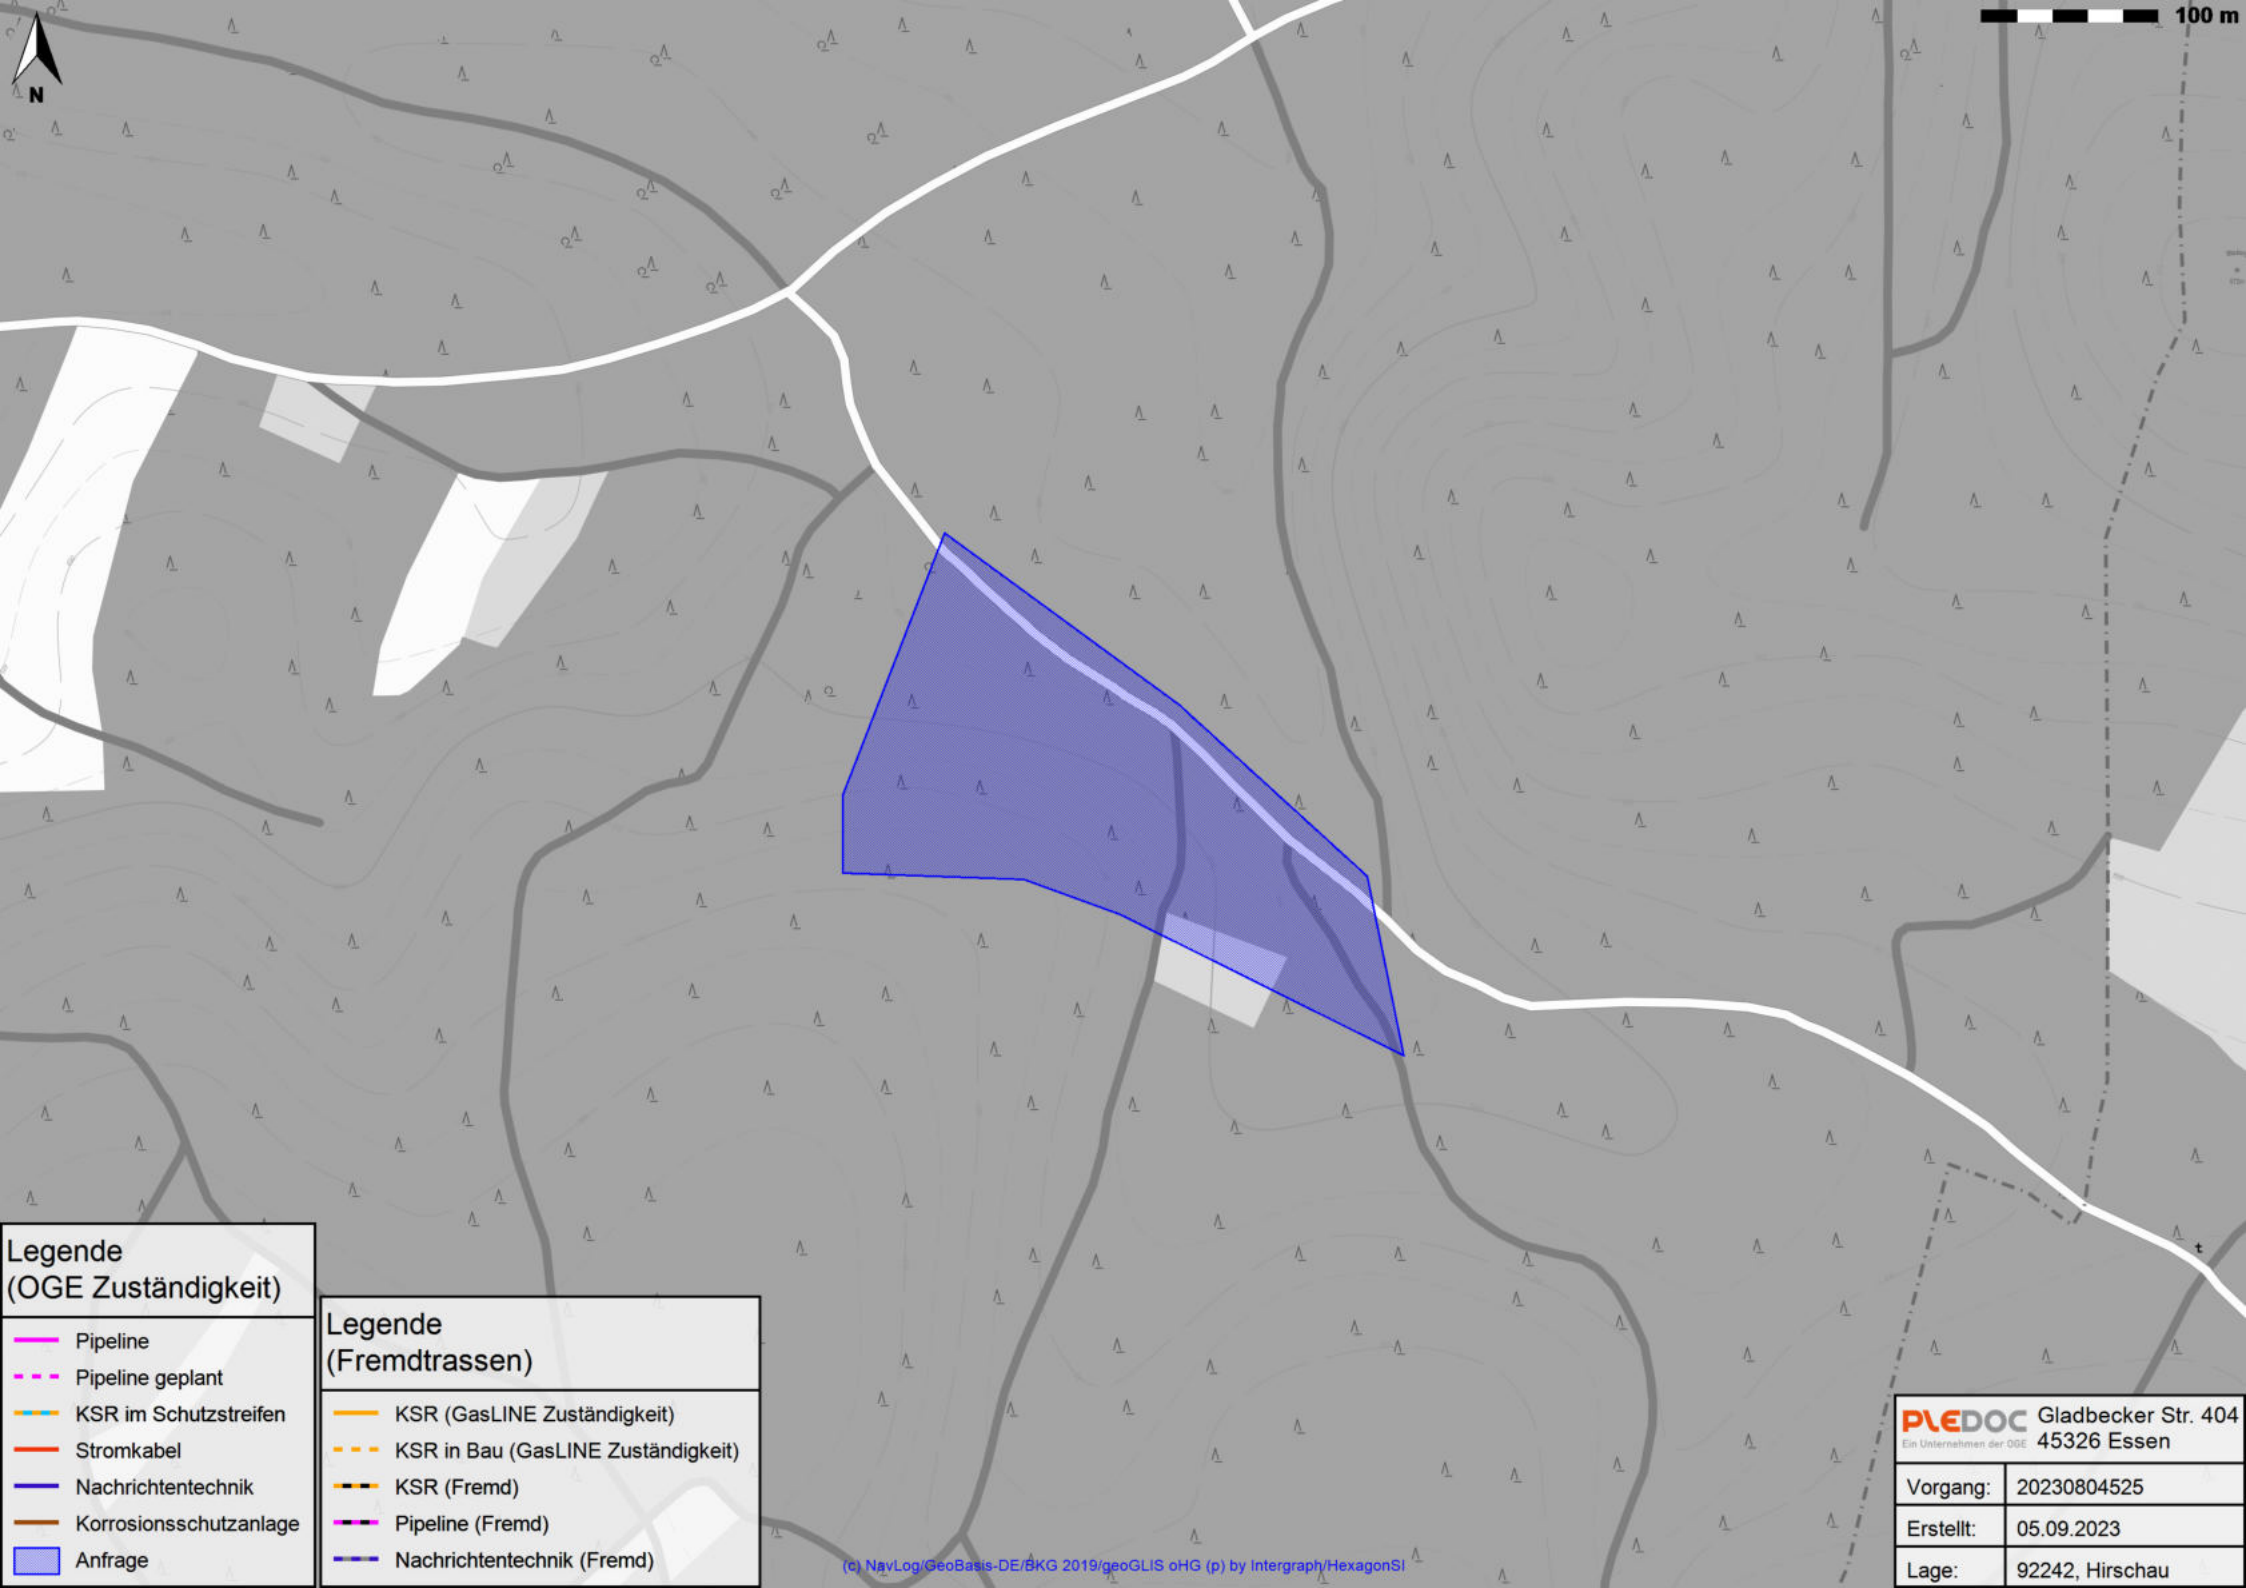 100 m
N
Legende
(OGE Zuständigkeit)
Pipeline
Pipeline geplant
KSR im Schutzstreifen
Stromkabel
Nachrichtentechnik
Korrosionsschutzanlage
Anfrage
Legende
(Fremdtrassen)
KSR (GasLINE Zuständigkeit)
KSR in Bau (GasLINE Zuständigkeit)
KSR (Fremd)
Pipeline (Fremd)
Nachrichtentechnik (Fremd)
(c) NavLog/GeoBasis-DE/BKG 2019/geoGLIS oHG (p) by Intergraph/HexagonSI
t
PLEDOC
Ein Unternehmen der OGE
Gladbecker Str. 404
45326 Essen
Vorgang: 20230804525
Erstellt: 05.09.2023
Lage: 92242, Hirschau